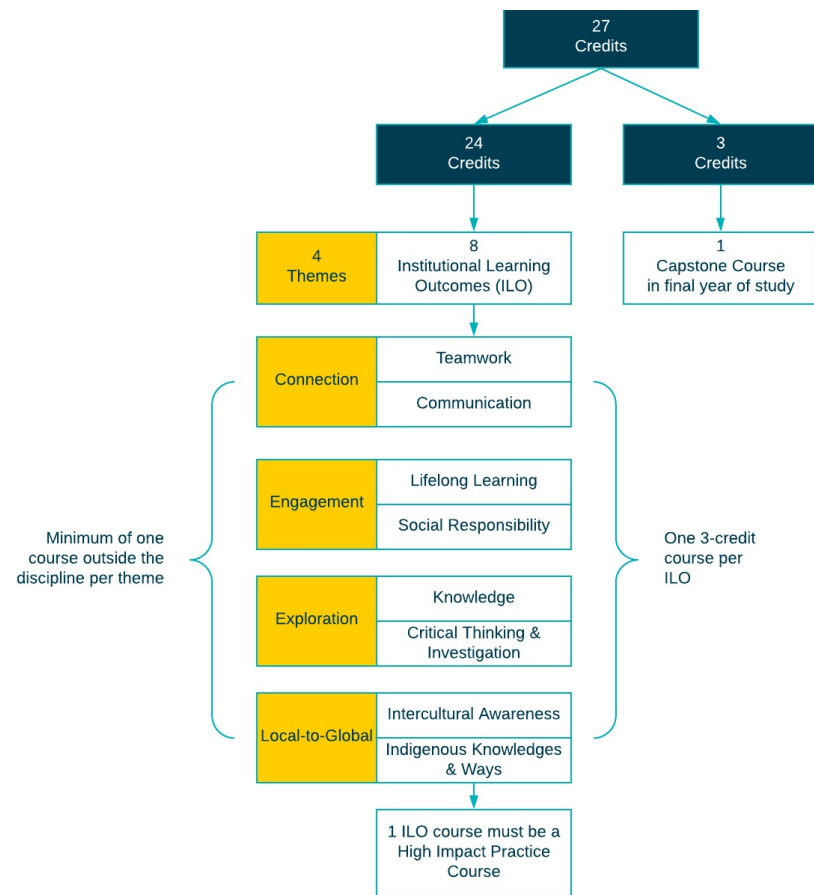 27
Credits
24
Credits
3
Credits
4
Themes
8
Institutional Learning
Outcomes (ILO)
1
Capstone Course
in final year of study
Connection
Teamwork
Communication
Engagement
Lifelong Learning
Social Responsibility
Minimum of one
course outside the
discipline per theme
One 3-credit
course per
ILO
Exploration
Knowledge
Critical Thinking &
Investigation
Local-to-Global
Intercultural Awareness
Indigenous Knowledges
& Ways
1 ILO course must be a
High Impact Practice
Course